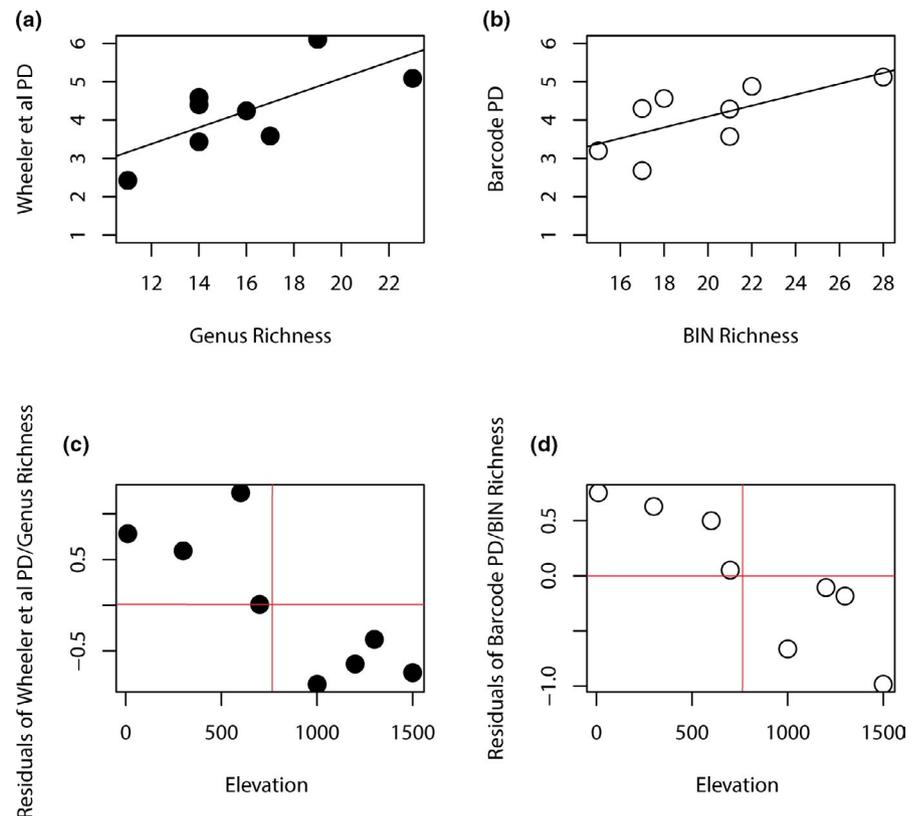 (a)
Wheeler et al PD
6
5
4
3
2
1
12 14 16 18 20 22
Genus Richness
(b)
Barcode PD
6
5
4
3
2
1
16 18 20 22 24 26 28
BIN Richness
(c)
Residuals of Wheeler et al PD/Genus Richness
0.5
−0.5
0 500 1000 1500
Elevation
(d)
Residuals of Barcode PD/BIN Richness
0.5
0.0
−1.0
0 500 1000 1500
Elevation